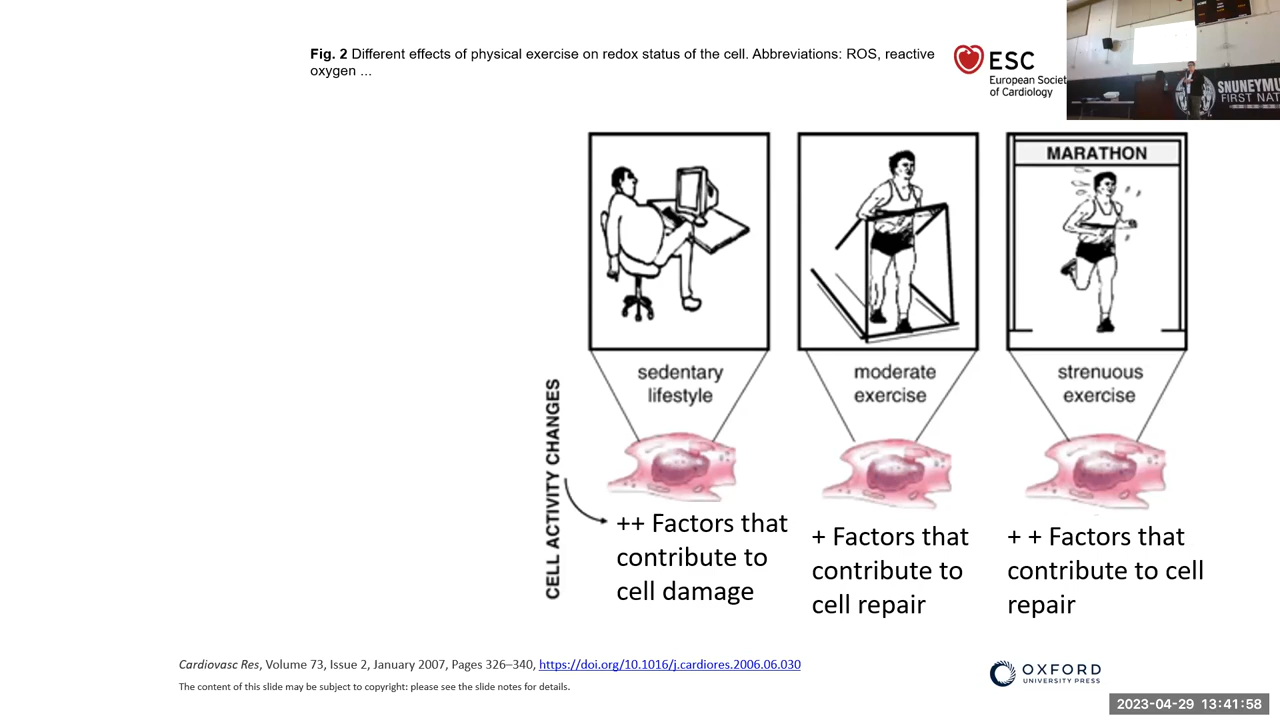 Fig. 2 Different effects of physical exercise on redox status of the cell. Abbreviations: ROS, reactive
oxygen ...
ESC
European Societ
of Cardiology
SNUNEYMU
FIRST NAT
MARATHON
sedentary
lifestyle
moderate
exercise
strenuous
exercise
CELL ACTIVITY CHANGES
++ Factors that
contribute to
cell damage
+ Factors that
contribute to
cell repair
+ + Factors that
contribute to cell
repair
Cardiovasc Res, Volume 73, Issue 2, January 2007, Pages 326–340, https://doi.org/10.1016/j.cardiores.2006.06.030
The content of this slide may be subject to copyright: please see the slide notes for details.
OXFORD
UNIVERSITY PRESS
2023-04-29 13:41:58